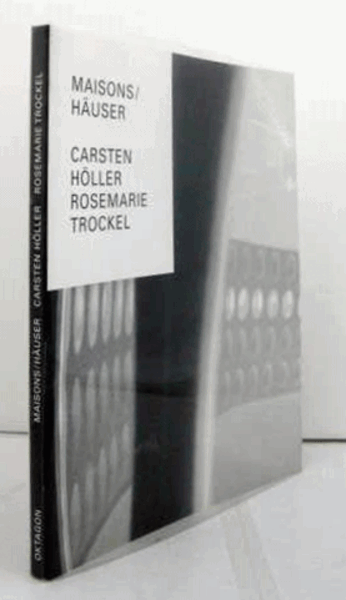 MAISONS/
HÄUSER
CARSTEN
HÖLLER
ROSEMARIE
TROCKEL
MAISONS/HÄUSER CARSTEN HÖLLER ROSEMARIE TROCKEL
OKTAGON